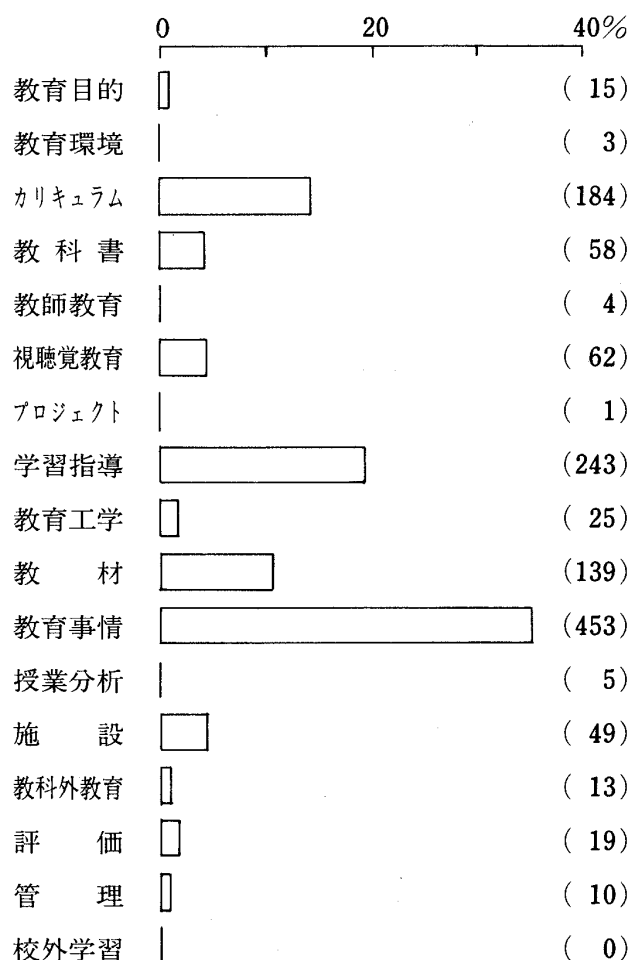 0 20 40%
教育目的 ( 15)
教育環境 ( 3)
カリキュラム (184)
教科書 ( 58)
教師教育 ( 4)
視聴覚教育 ( 62)
プロジェクト ( 1)
学習指導 (243)
教育工学 ( 25)
教材 (139)
教育事情 (453)
授業分析 ( 5)
施設 ( 49)
教科外教育 ( 13)
評価 ( 19)
管理 ( 10)
校外学習 ( 0)